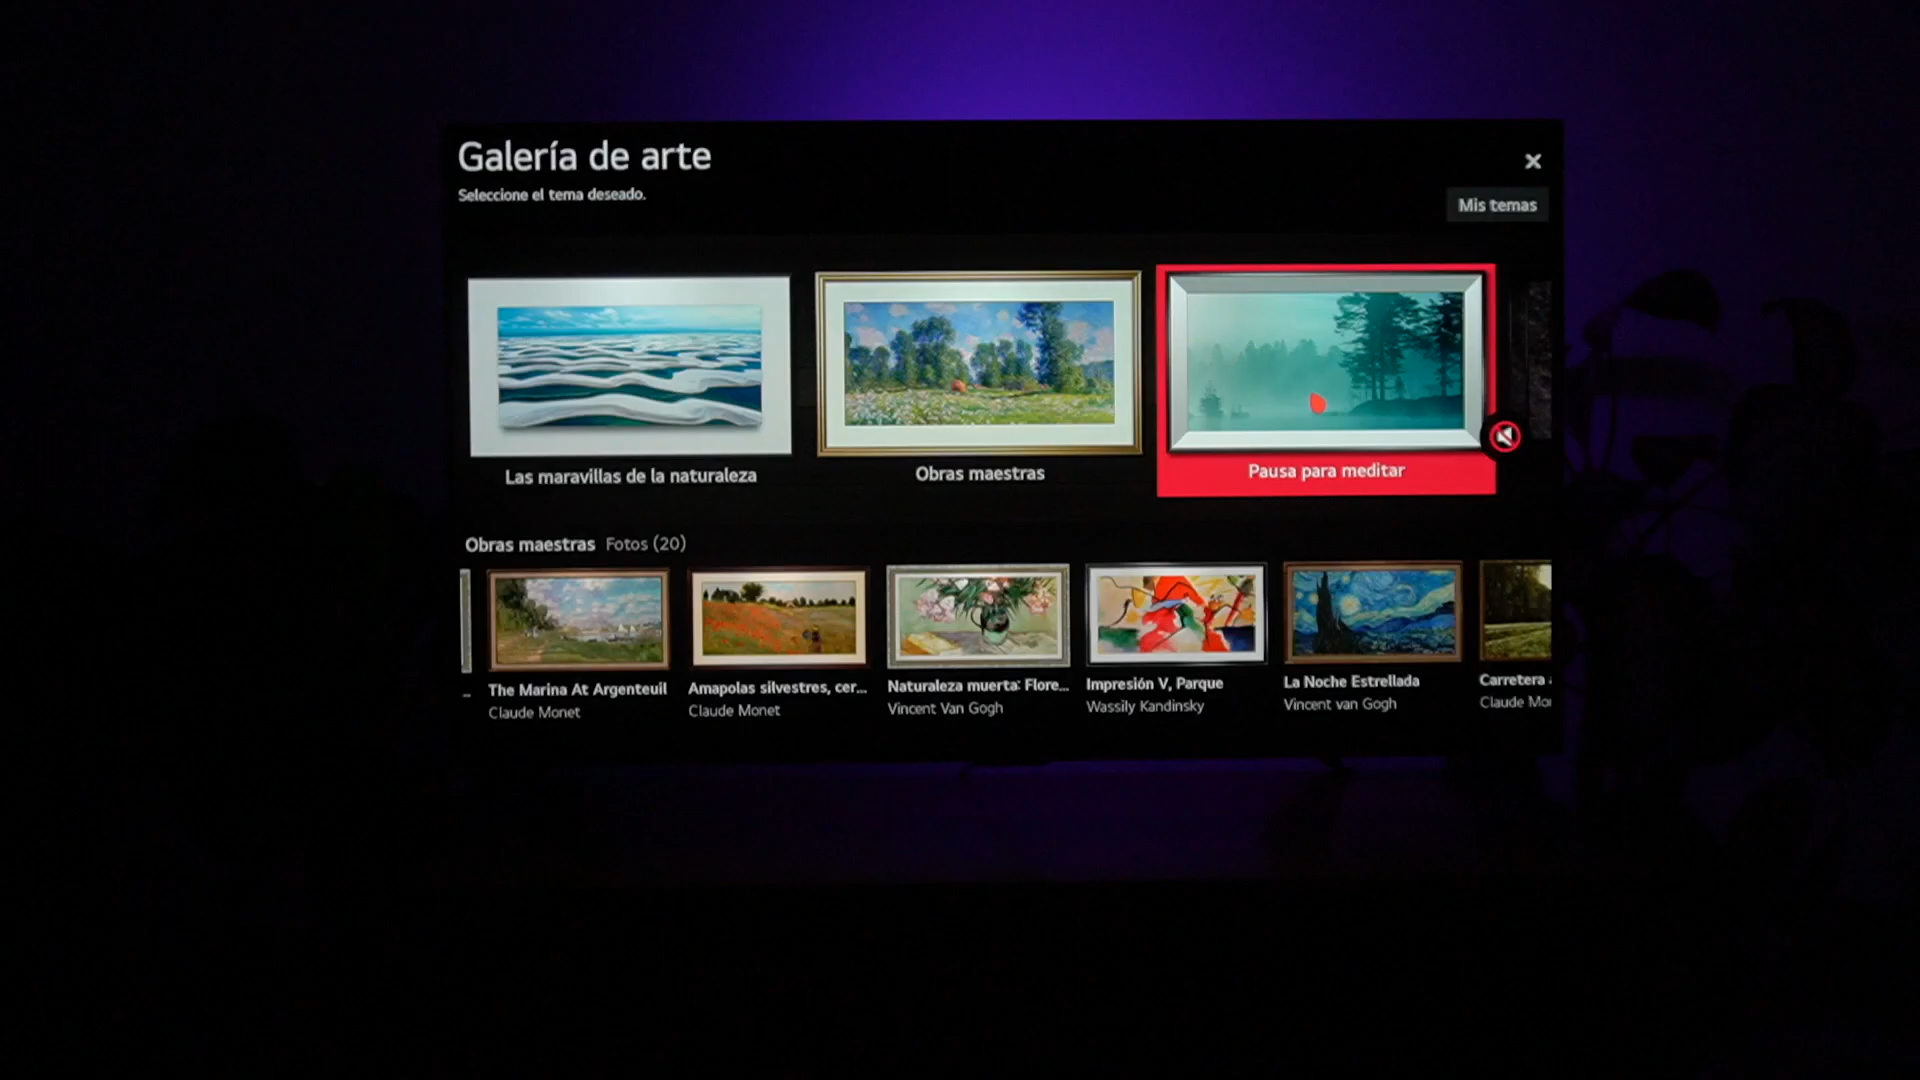 Galería de arte
Seleccione el tema deseado.
Mis temas
Las maravillas de la naturaleza
Obras maestras
Pausa para meditar
Obras maestras Fotos (20)
The Marina At Argenteuil
Claude Monet
Amapolas silvestres, cer...
Claude Monet
Naturaleza muerta: Flore...
Vincent Van Gogh
Impresión V, Parque
Wassily Kandinsky
La Noche Estrellada
Vincent van Gogh
Carretera
Claude Mo